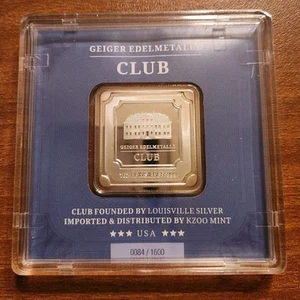 GEIGER EDELMETALLE
CLUB
GEIGER EDELMETALLE
CLUB
CLUB FOUNDED BY LOUISVILLE SILVER
IMPORTED & DISTRIBUTED BY KZOO MINT
★★★ USA ★★★
0084 / 1600